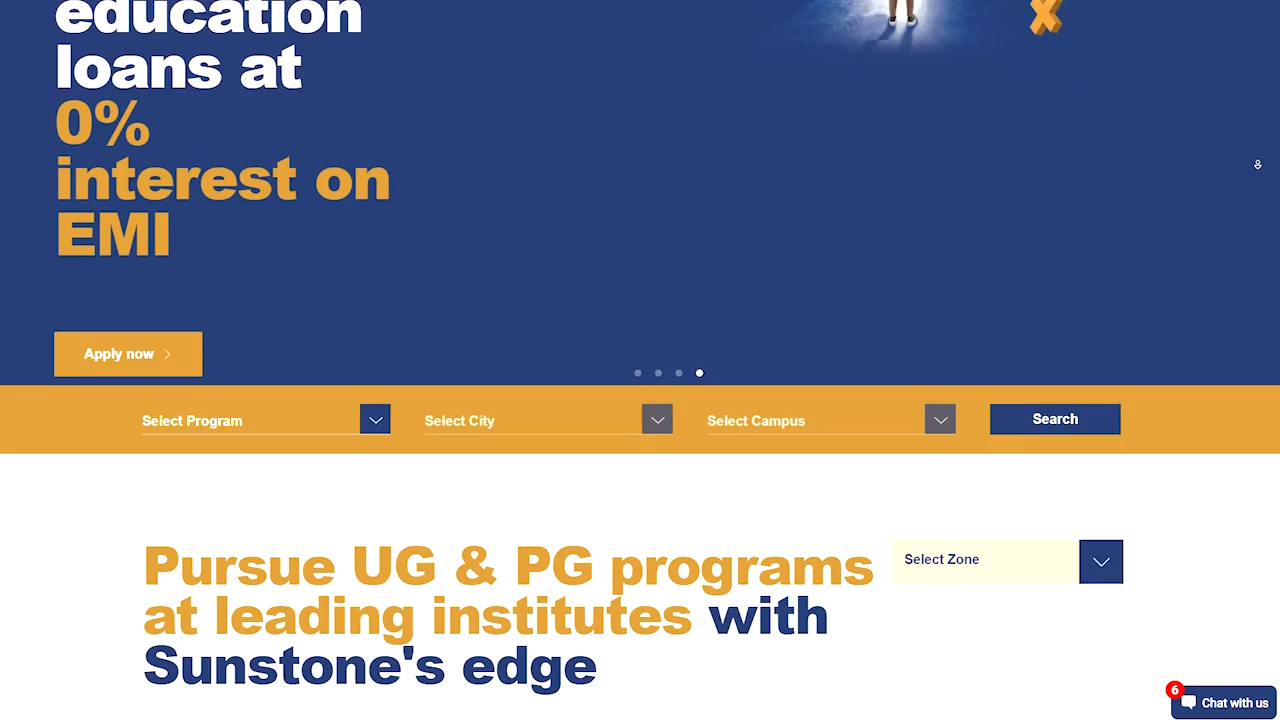 education
loans at
0%
interest on
EMI
Apply now
Select Program
Select City
Select Campus
Search
Pursue UG & PG programs
at leading institutes with
Sunstone's edge
Select Zone
6
Chat with us